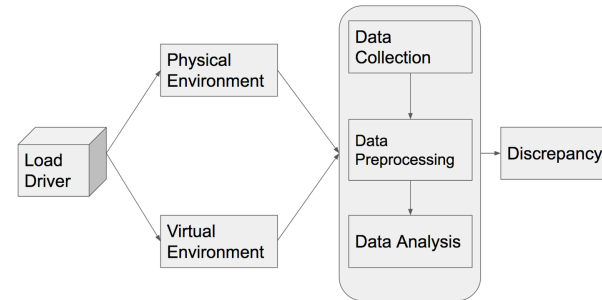 Load
Driver
Physical
Environment
Virtual
Environment
Data
Collection
Data
Preprocessing
Data Analysis
Discrepancy